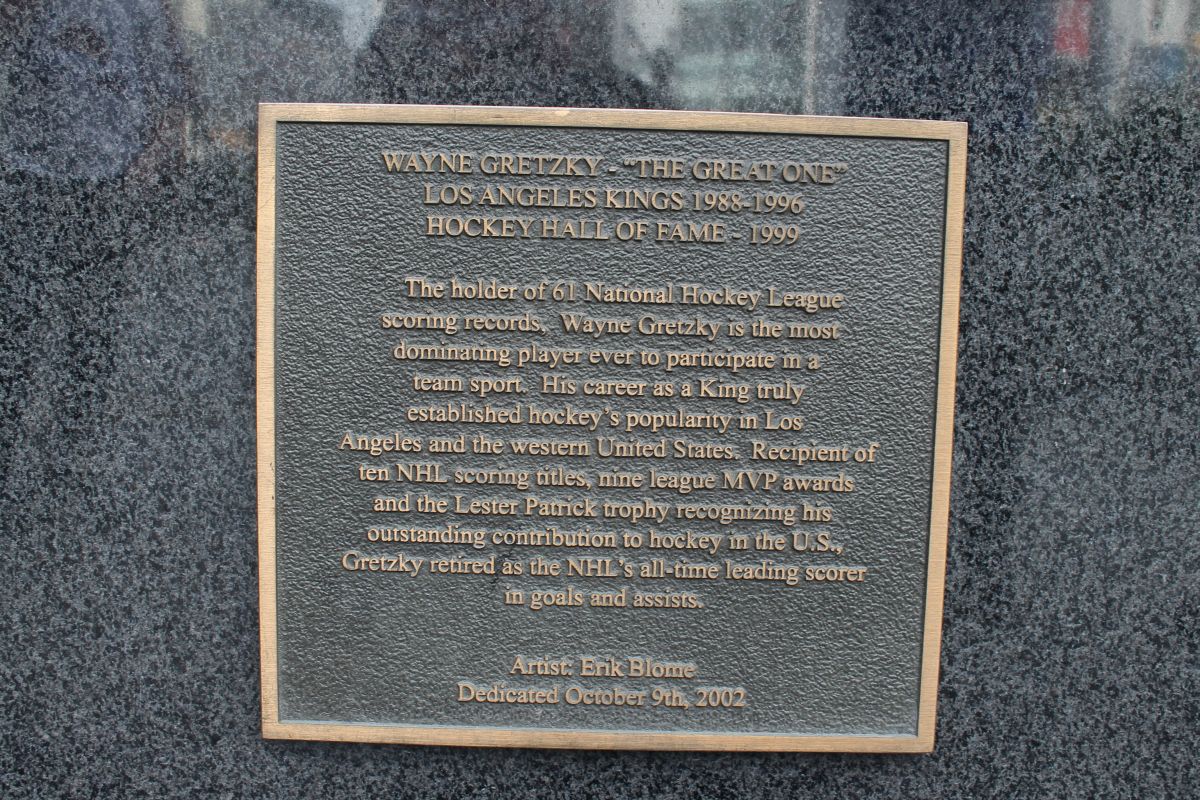 WAYNE GRETZKY - "THE GREAT ONE"
LOS ANGELES KINGS 1988-1996
HOCKEY HALL OF FAME - 1999
The holder of 61 National Hockey League
scoring records, Wayne Gretzky is the most
dominating player ever to participate in a
team sport. His career as a King truly
established hockey's popularity in Los
Angeles and the western United States. Recipient of
ten NHL scoring titles, nine league MVP awards
and the Lester Patrick trophy recognizing his
outstanding contribution to hockey in the U.S.,
Gretzky retired as the NHL's all-time leading scorer
in goals and assists.
Artist: Erik Blome
Dedicated October 9th, 2002